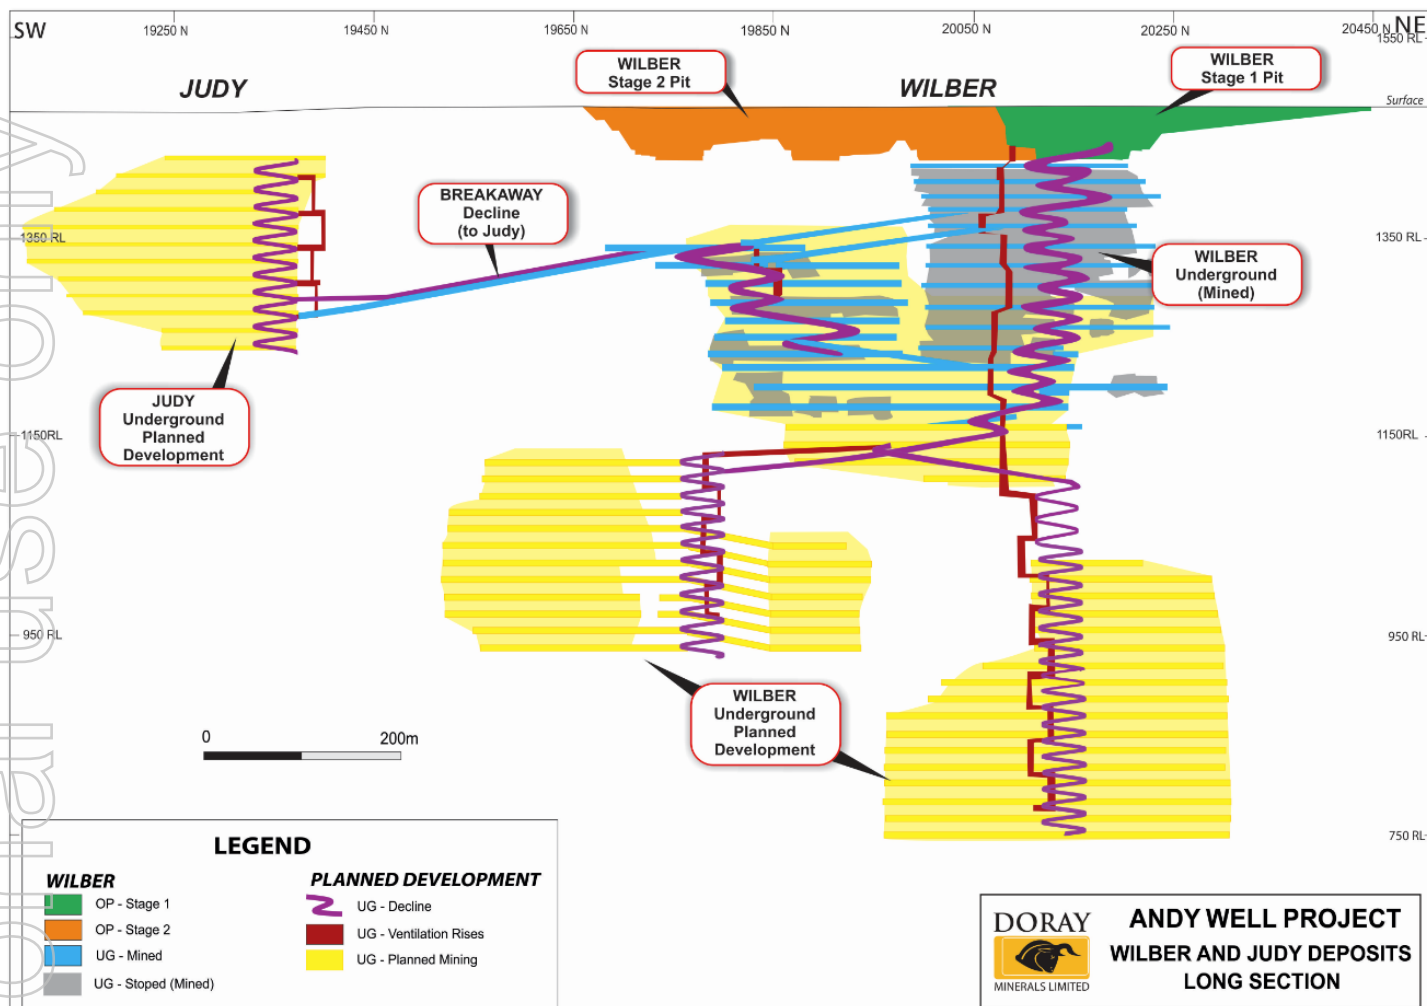 SW
19250 N
19450 N
19650 N
19850 N
20050 N
20250 N
20450 N
NE
1550 RL
JUDY
WILBER
Stage 2 Pit
WILBER
WILBER
Stage 1 Pit
Surface
BREAKAWAY
Decline
(to Judy)
1350 RL
1350 RL
WILBER
Underground
(Mined)
JUDY
Underground
Planned
Development
1150RL
1150RL
950 RL
950 RL
WILBER
Underground
Planned
Development
0
200m
750 RL
LEGEND
WILBER
OP - Stage 1
OP - Stage 2
UG - Mined
UG - Stoped (Mined)
PLANNED DEVELOPMENT
UG - Decline
UG - Ventilation Rises
UG - Planned Mining
DORAY
MINERALS LIMITED
ANDY WELL PROJECT
WILBER AND JUDY DEPOSITS
LONG SECTION